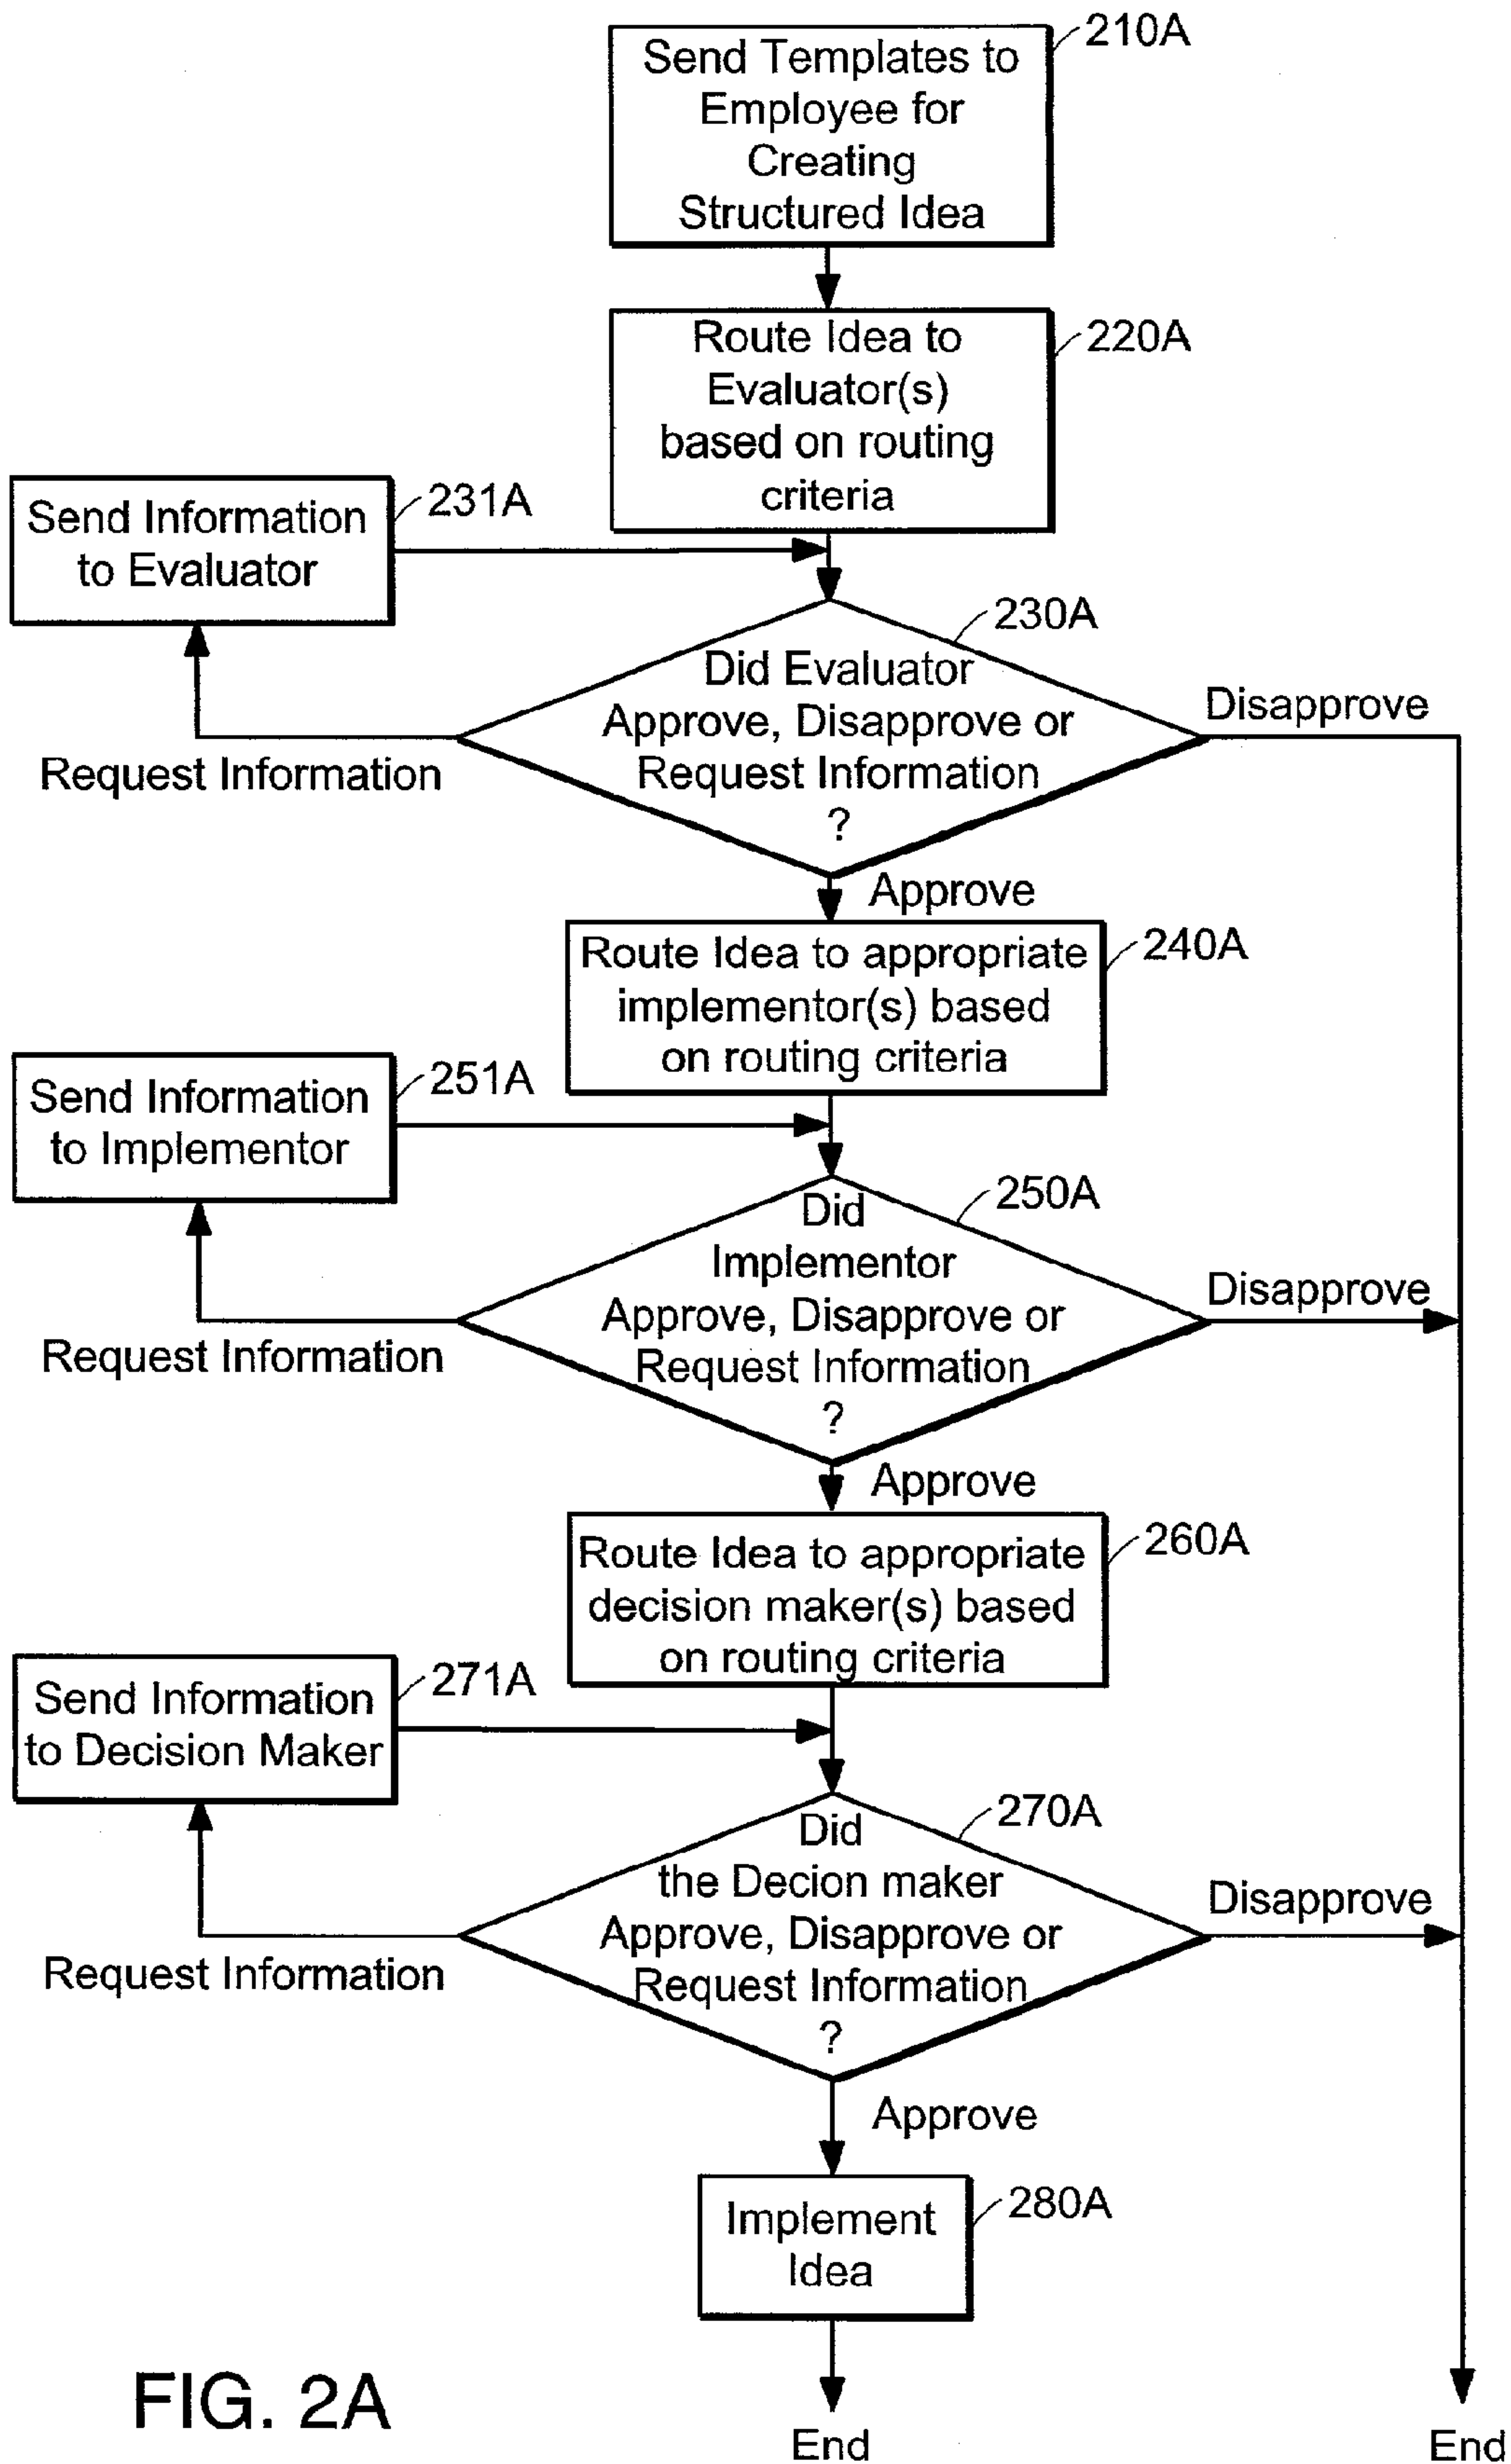 210A
Send Templates to
Employee for
Creating
Structured Idea
220A
Route Idea to
Evaluator(s)
based on routing
criteria
231A
Send Information
to Evaluator
230A
Did Evaluator
Approve, Disapprove or
Request Information
?
Disapprove
Request Information
Approve
240A
Route Idea to appropriate
implementor(s) based
on routing criteria
251A
Send Information
to Implementor
250A
Did
Implementor
Approve, Disapprove or
Request Information
?
Disapprove
Request Information
Approve
260A
Route Idea to appropriate
decision maker(s) based
on routing criteria
271A
Send Information
to Decision Maker
270A
Did
the Decion maker
Approve, Disapprove or
Request Information
?
Disapprove
Request Information
Approve
280A
Implement
Idea
FIG. 2A
End
End